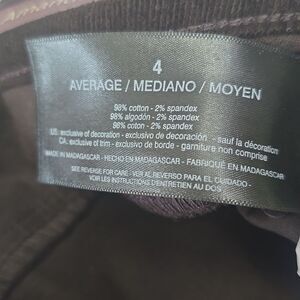 4
AVERAGE / MEDIANO / MOYEN
98% cotton - 2% spandex
98% algodón - 2% spandex
98% coton - 2% spandex
US: exclusive of decoration - exclusivo de decoración - sauf la décoration
CA: exclusive of trim - exclusivo de borde - garniture non comprise
MADE IN MADAGASCAR - HECHO EN MADAGASCAR - FABRIQUÉ EN MADAGASCAR
SEE REVERSE FOR CARE - VER AL REVERSO PARA EL CUIDADO -
VOIR LES INSTRUCTIONS D'ENTRETIEN AU DOS